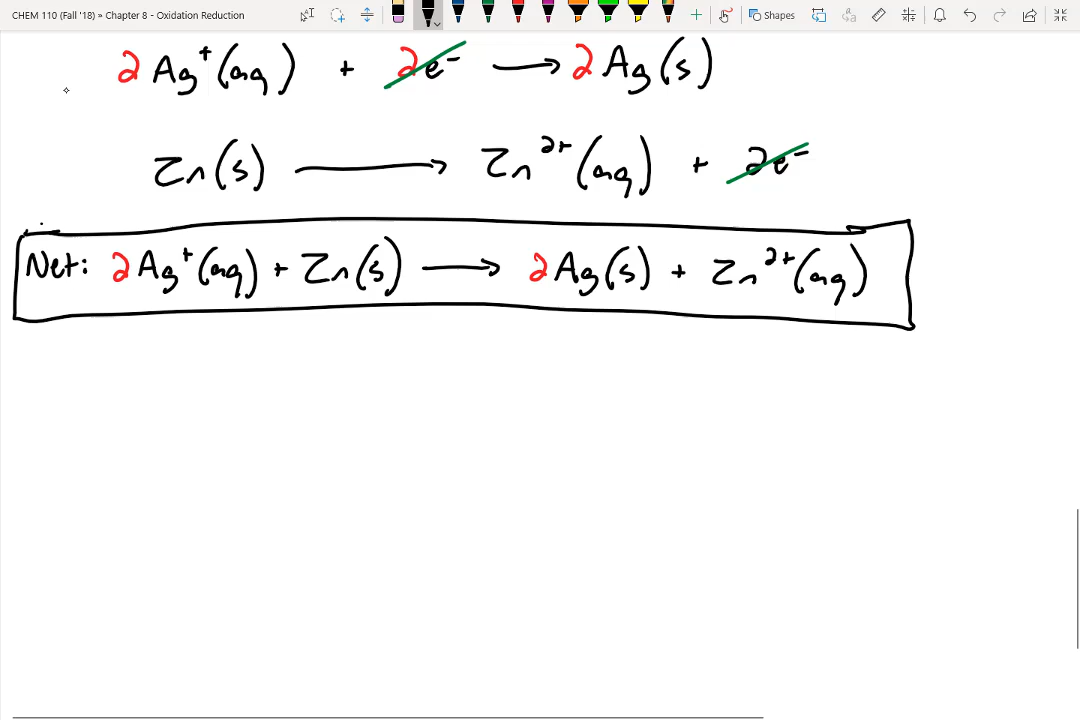 CHEM 110 (Fall '18) » Chapter 8 - Oxidation Reduction
Shapes
2 Ag⁺(aq) + 2e⁻ ⟶ 2 Ag(s)
Zn(s) ⟶ Zn²⁺(aq) + 2e⁻
Net: 2 Ag⁺(aq) + Zn(s) ⟶ 2 Ag(s) + Zn²⁺(aq)